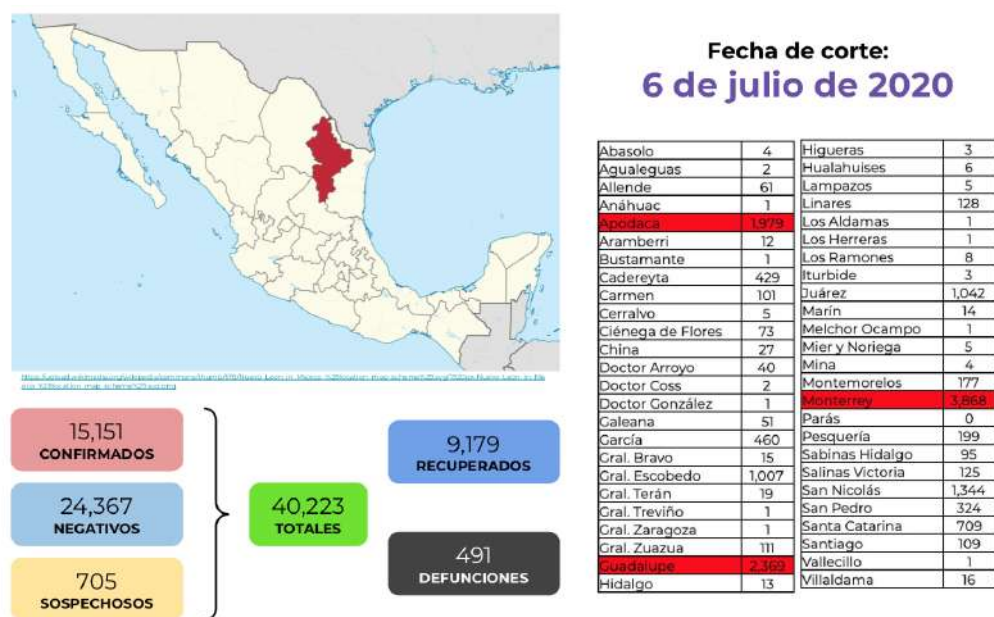 Fecha de corte:
6 de julio de 2020
15,151
CONFIRMADOS
24,367
NEGATIVOS
705
SOSPECHOSOS
40,223
TOTALES
9,179
RECUPERADOS
491
DEFUNCIONES
Abasolo 4
Agualeguas 2
Allende 61
Anáhuac 1
Apodaca 1,979
Aramberri 12
Bustamante 1
Cadereyta 429
Carmen 101
Cerralvo 5
Ciénega de Flores 73
China 27
Doctor Arroyo 40
Doctor Coss 2
Doctor González 1
Galeana 51
García 460
Gral. Bravo 15
Gral. Escobedo 1,007
Gral. Terán 19
Gral. Treviño 1
Gral. Zaragoza 1
Gral. Zuazua 111
Guadalupe 2,369
Hidalgo 13
Higueras 3
Hualahuises 6
Lampazos 5
Linares 128
Los Aldamas 1
Los Herreras 1
Los Ramones 8
Iturbide 3
Juárez 1,042
Marín 14
Melchor Ocampo 1
Mier y Noriega 5
Mina 4
Montemorelos 177
Monterrey 3,868
Parás 0
Pesquería 199
Sabinas Hidalgo 95
Salinas Victoria 125
San Nicolás 1,344
San Pedro 324
Santa Catarina 709
Santiago 109
Vallecillo 1
Villaldama 16